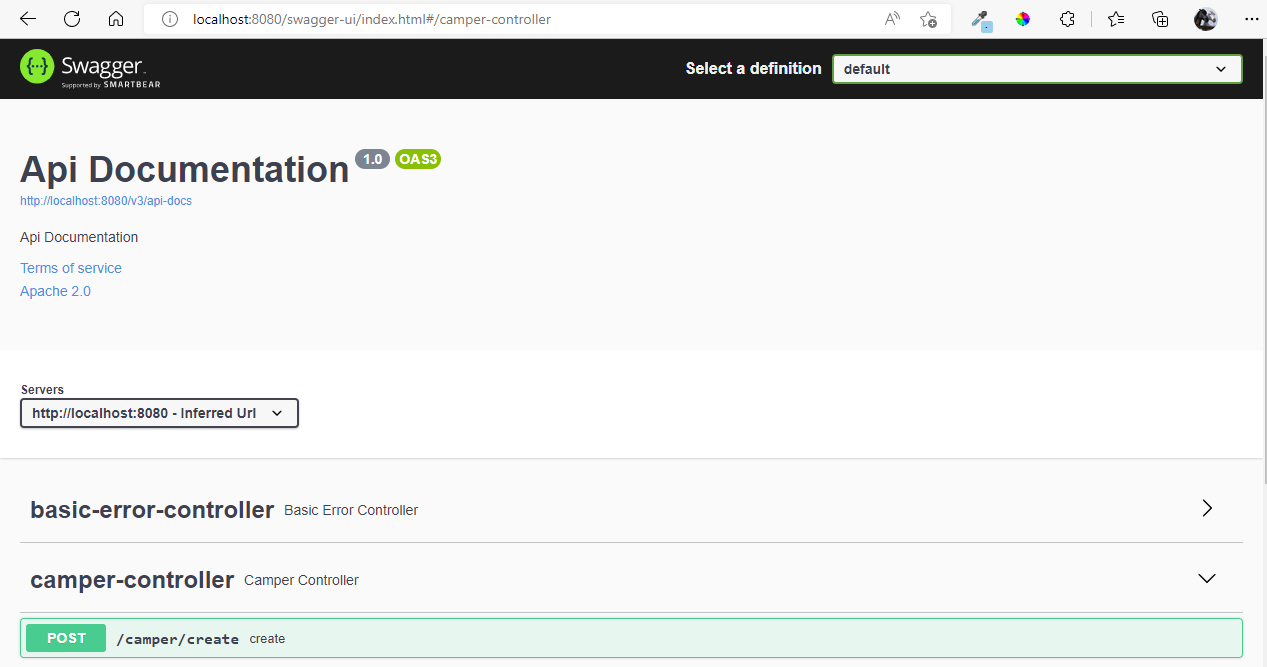 localhost:8080/swagger-ui/index.html#/camper-controller
Swagger.
Supported by SMARTBEAR
Select a definition
default
Api Documentation 1.0 OAS3
http://localhost:8080/v3/api-docs
Api Documentation
Terms of service
Apache 2.0
Servers
http://localhost:8080 - Inferred Url
basic-error-controller Basic Error Controller
camper-controller Camper Controller
POST /camper/create create